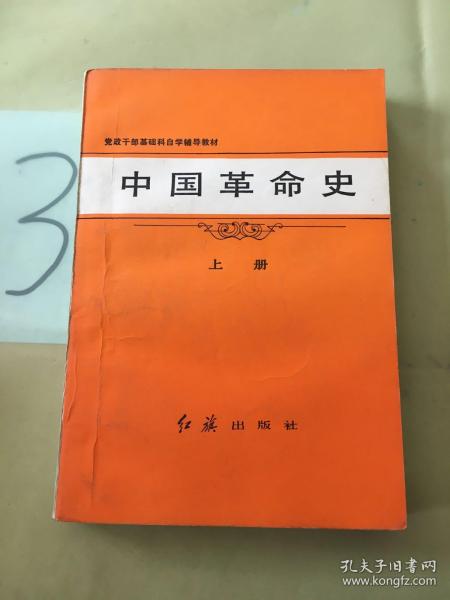 党政干部基础科自学辅导教材
中国革命史
上册
红旗出版社
3
孔夫子旧书网
www.kongfz.com